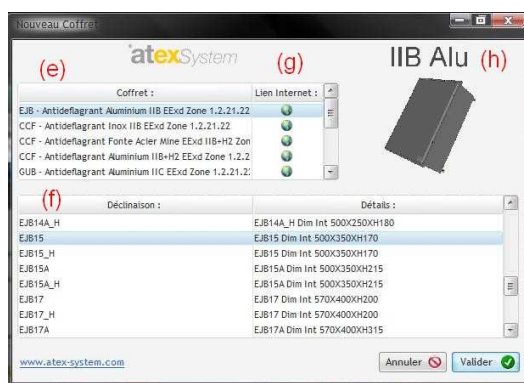 Nouveau Coffret
atexSystem
IIB Alu
(h)
(e)
(g)
Coffret :
Lien Internet :
EJB - Antideflagrant Aluminium IIB EExd Zone 1.2.21.22
CCF - Antideflagrant Inox IIB EExd Zone 1.2.21.22
CCF - Antideflagrant Fonte Acier Mine EExd IIB+H2 Zon
CCF - Antideflagrant Aluminium IIB+H2 EExd Zone 1.2.2
GUB - Antideflagrant Aluminium IIC EExd Zone 1.2.21.2
(f)
Déclinaison :
Détails :
EJB14A_H
EJB14A_H Dim Int 500X250XH180
EJB15
EJB15 Dim Int 500X350XH170
EJB15_H
EJB15 Dim Int 500X350XH170
EJB15A
EJB15A Dim Int 500X350XH215
EJB15A_H
EJB15A Dim Int 500X350XH215
EJB17
EJB17 Dim Int 570X400XH200
EJB17_H
EJB17 Dim Int 570X400XH200
EJB17A
EJB17A Dim Int 570X400XH315
www.atex-system.com
Annuler
Valider